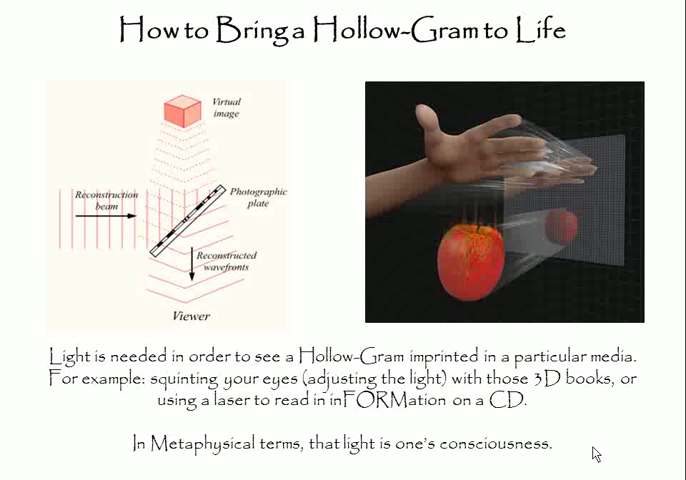 How to Bring a Hollow-Gram to Life
Virtual
image
Reconstruction
beam
Photographic
plate
Reconstructed
wavefronts
Viewer
Light is needed in order to see a Hollow-Gram imprinted in a particular media.
For example: squinting your eyes (adjusting the light) with those 3D books, or
using a laser to read in inFORMation on a CD.
In Metaphysical terms, that light is one's consciousness.